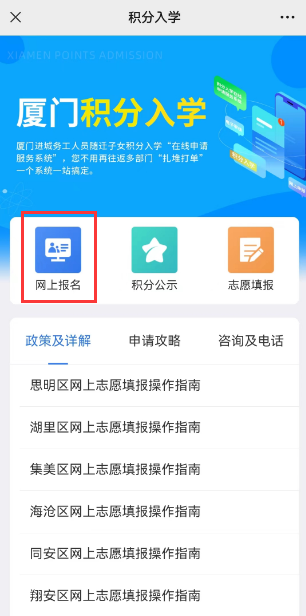 积分入学
XIAMEN POINTS ADMISSION
厦门积分入学
厦门进城务工人员随迁子女积分入学“在线申请
服务系统”，您不用再往返多部门“扎堆打单”
一个系统一站搞定。
网上报名
积分公示
志愿填报
政策及详解
申请攻略
咨询及电话
思明区网上志愿填报操作指南
湖里区网上志愿填报操作指南
集美区网上志愿填报操作指南
海沧区网上志愿填报操作指南
同安区网上志愿填报操作指南
翔安区网上志愿填报操作指南